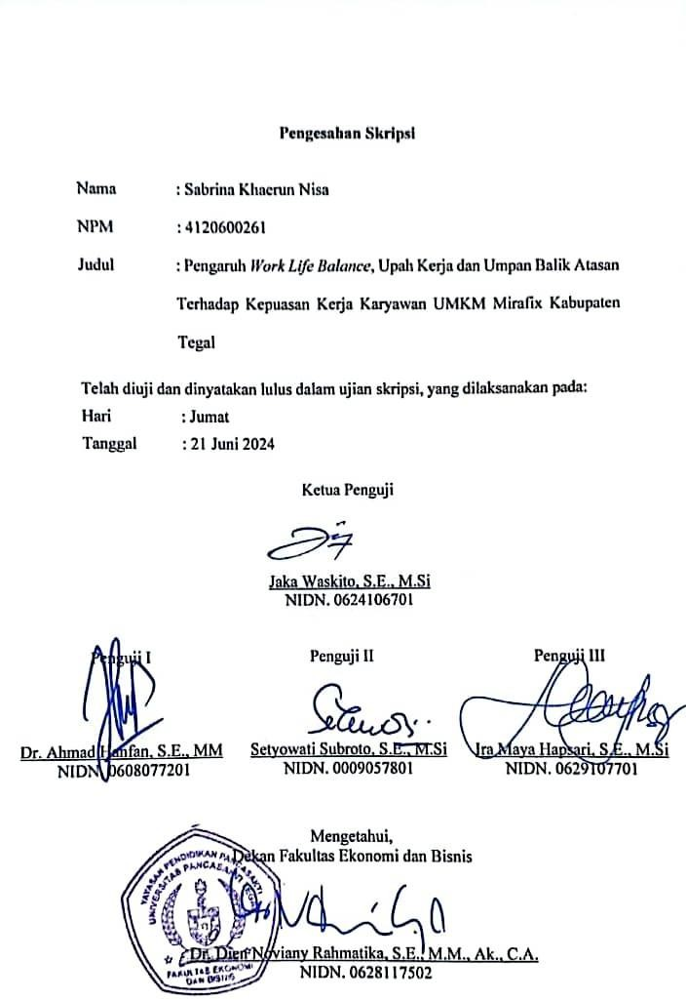 Pengesahan Skripsi
Nama : Sabrina Khaerun Nisa
NPM : 4120600261
Judul : Pengaruh Work Life Balance, Upah Kerja dan Umpan Balik Atasan
Terhadap Kepuasan Kerja Karyawan UMKM Mirafix Kabupaten
Tegal
Telah diuji dan dinyatakan lulus dalam ujian skripsi, yang dilaksanakan pada:
Hari : Jumat
Tanggal : 21 Juni 2024
Ketua Penguji
Jaka Waskito, S.E., M.Si
NIDN. 0624106701
Penguji I Penguji II Penguji III
Dr. Ahmad Hanfan, S.E., MM Setyowati Subroto, S.E., M.Si Ira Maya Hapsari, S.E., M.Si
NIDN. 0608077201 NIDN. 0009057801 NIDN. 0629107701
Mengetahui,
Dekan Fakultas Ekonomi dan Bisnis
YAYASAN PENDIDIKAN PANCASAKTI
UNIVERSITAS PANCASAKTI TEGAL
FAKULTAS EKONOMI
DAN BISNIS
Dr. Dien Noviany Rahmatika, S.E., M.M., Ak., C.A.
NIDN. 0628117502